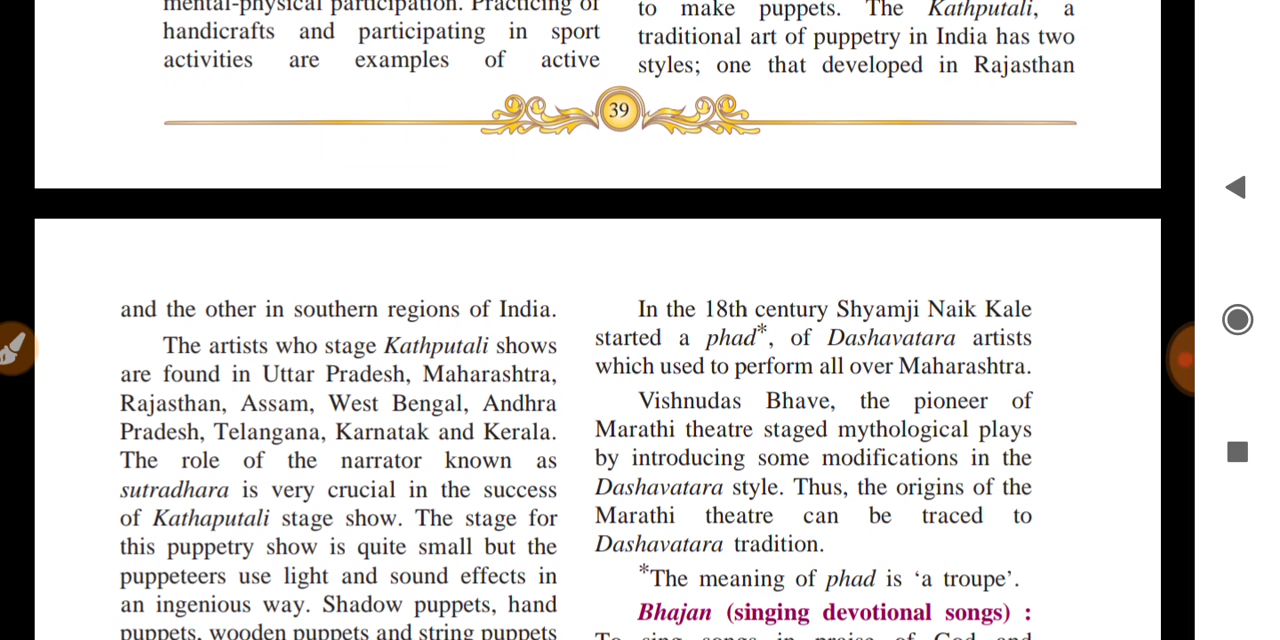 mental-physical participation. Practicing of
handicrafts and participating in sport
activities are examples of active
to make puppets. The Kathputali, a
traditional art of puppetry in India has two
styles; one that developed in Rajasthan
39
and the other in southern regions of India.
The artists who stage Kathputali shows
are found in Uttar Pradesh, Maharashtra,
Rajasthan, Assam, West Bengal, Andhra
Pradesh, Telangana, Karnatak and Kerala.
The role of the narrator known as
sutradhara is very crucial in the success
of Kathaputali stage show. The stage for
this puppetry show is quite small but the
puppeteers use light and sound effects in
an ingenious way. Shadow puppets, hand
puppets, wooden puppets and string puppets
In the 18th century Shyamji Naik Kale
started a phad*, of Dashavatara artists
which used to perform all over Maharashtra.
Vishnudas Bhave, the pioneer of
Marathi theatre staged mythological plays
by introducing some modifications in the
Dashavatara style. Thus, the origins of the
Marathi theatre can be traced to
Dashavatara tradition.
*The meaning of phad is ‘a troupe’.
Bhajan (singing devotional songs) :
To sing songs in praise of God and